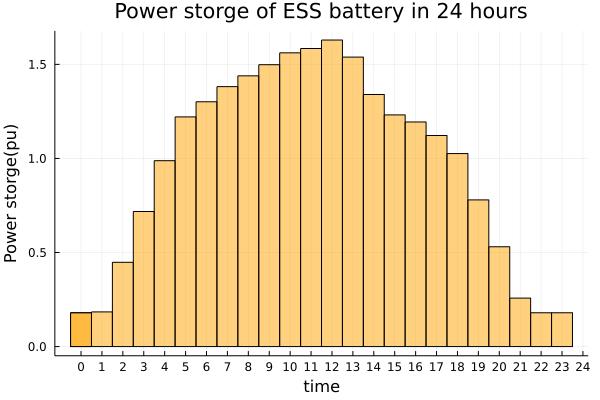 Power storge of ESS battery in 24 hours
Power storge(pu)
1.5
1.0
0.5
0.0
0 1 2 3 4 5 6 7 8 9 10 11 12 13 14 15 16 17 18 19 20 21 22 23 24
time